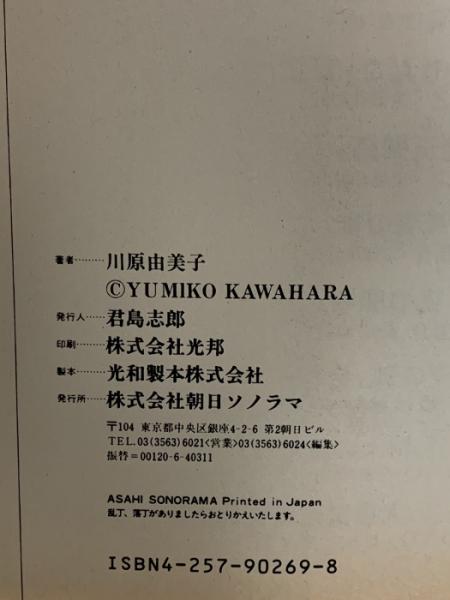 著者………川原由美子
©YUMIKO KAWAHARA
発行人……君島志郎
印刷………株式会社光邦
製本………光和製本株式会社
発行所……株式会社朝日ソノラマ
〒104 東京都中央区銀座4-2-6 第2朝日ビル
TEL.03(3563)6021<営業>03(3563)6024<編集>
振替=00120-6-40311
ASAHI SONORAMA Printed in Japan
乱丁、落丁がありましたらおとりかえいたします。
ISBN4-257-90269-8